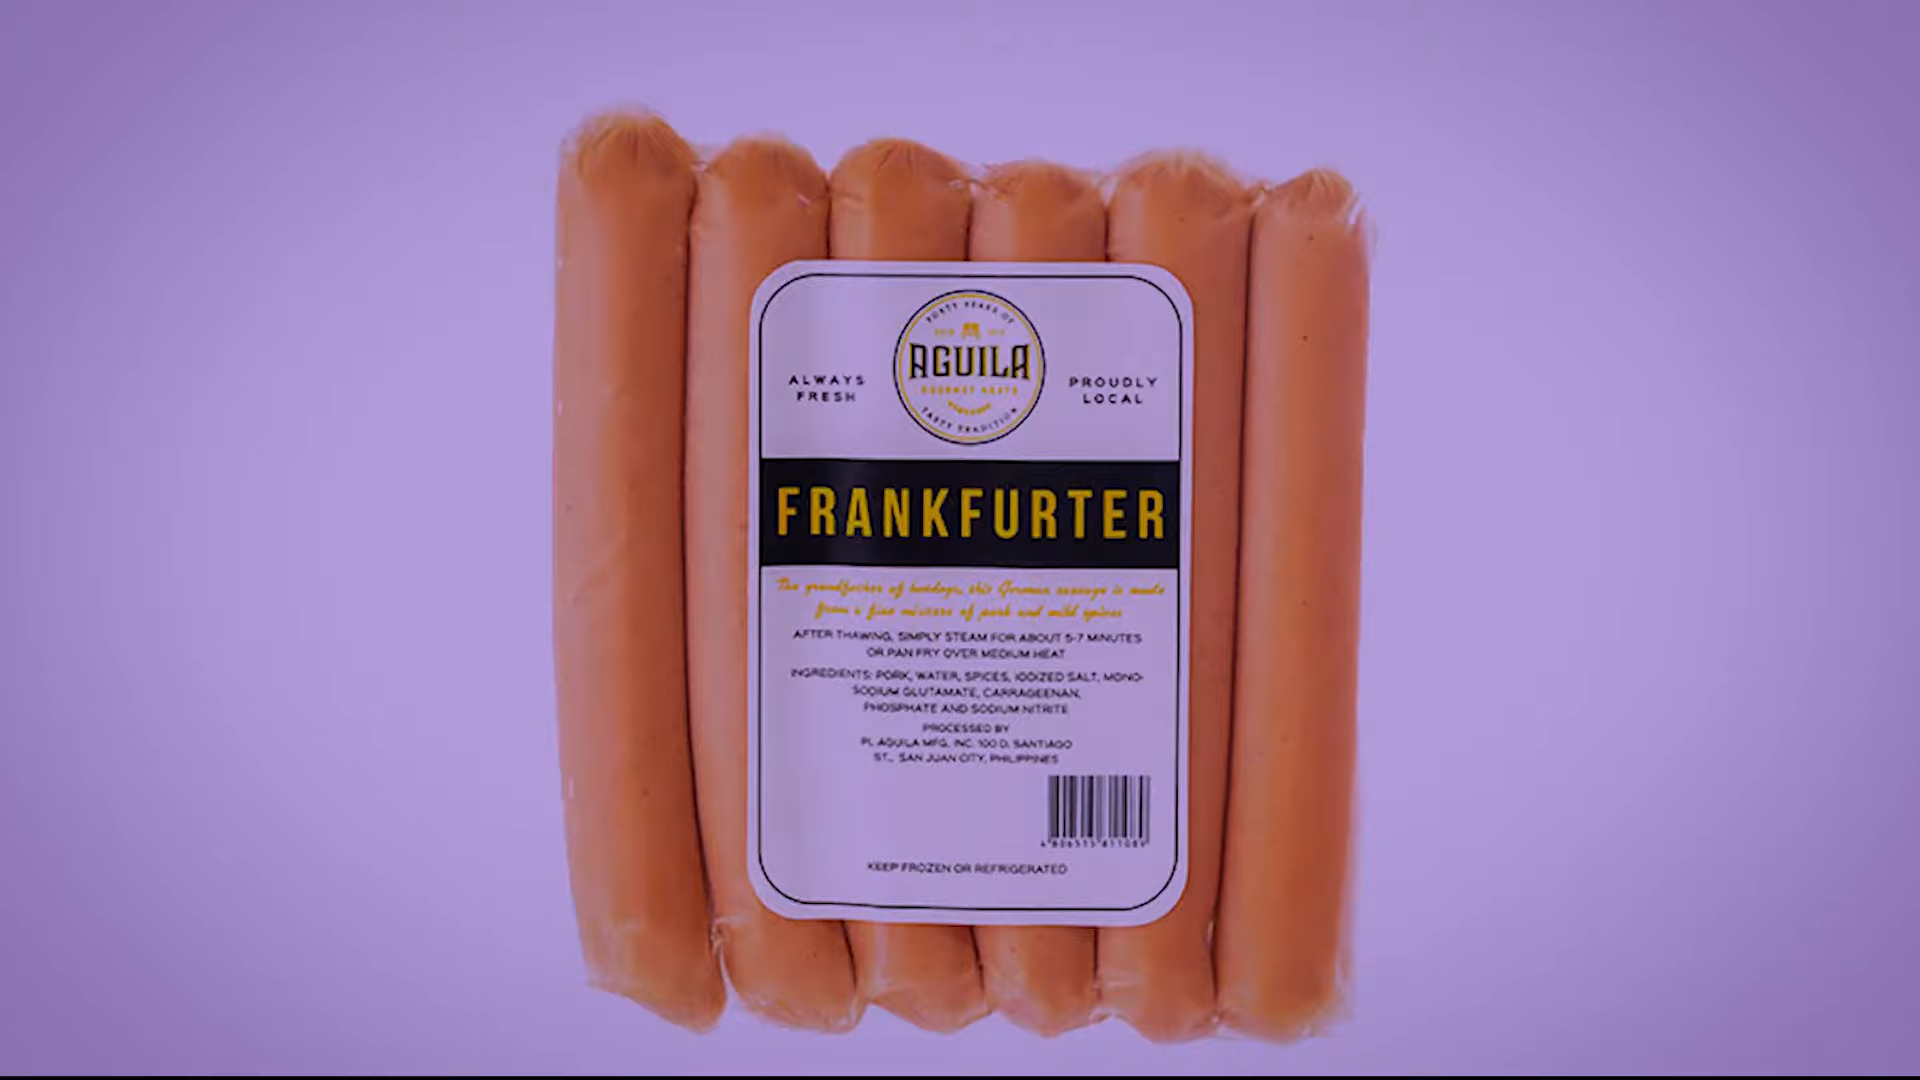 FORTY YEARS OF
AGUILA
GOURMET MEATS
TASTY TRADITION
ALWAYS
FRESH
PROUDLY
LOCAL
FRANKFURTER
The grandfather of hotdogs, this German sausage is made
from a fine mixture of pork and mild spices
AFTER THAWING, SIMPLY STEAM FOR ABOUT 5-7 MINUTES
OR PAN FRY OVER MEDIUM HEAT
INGREDIENTS: PORK, WATER, SPICES, IODIZED SALT, MONO-
SODIUM GLUTAMATE, CARRAGEENAN,
PHOSPHATE AND SODIUM NITRITE
PROCESSED BY
PL AGUILA MFG, INC. 100 D. SANTIAGO
ST., SAN JUAN CITY, PHILIPPINES
KEEP FROZEN OR REFRIGERATED